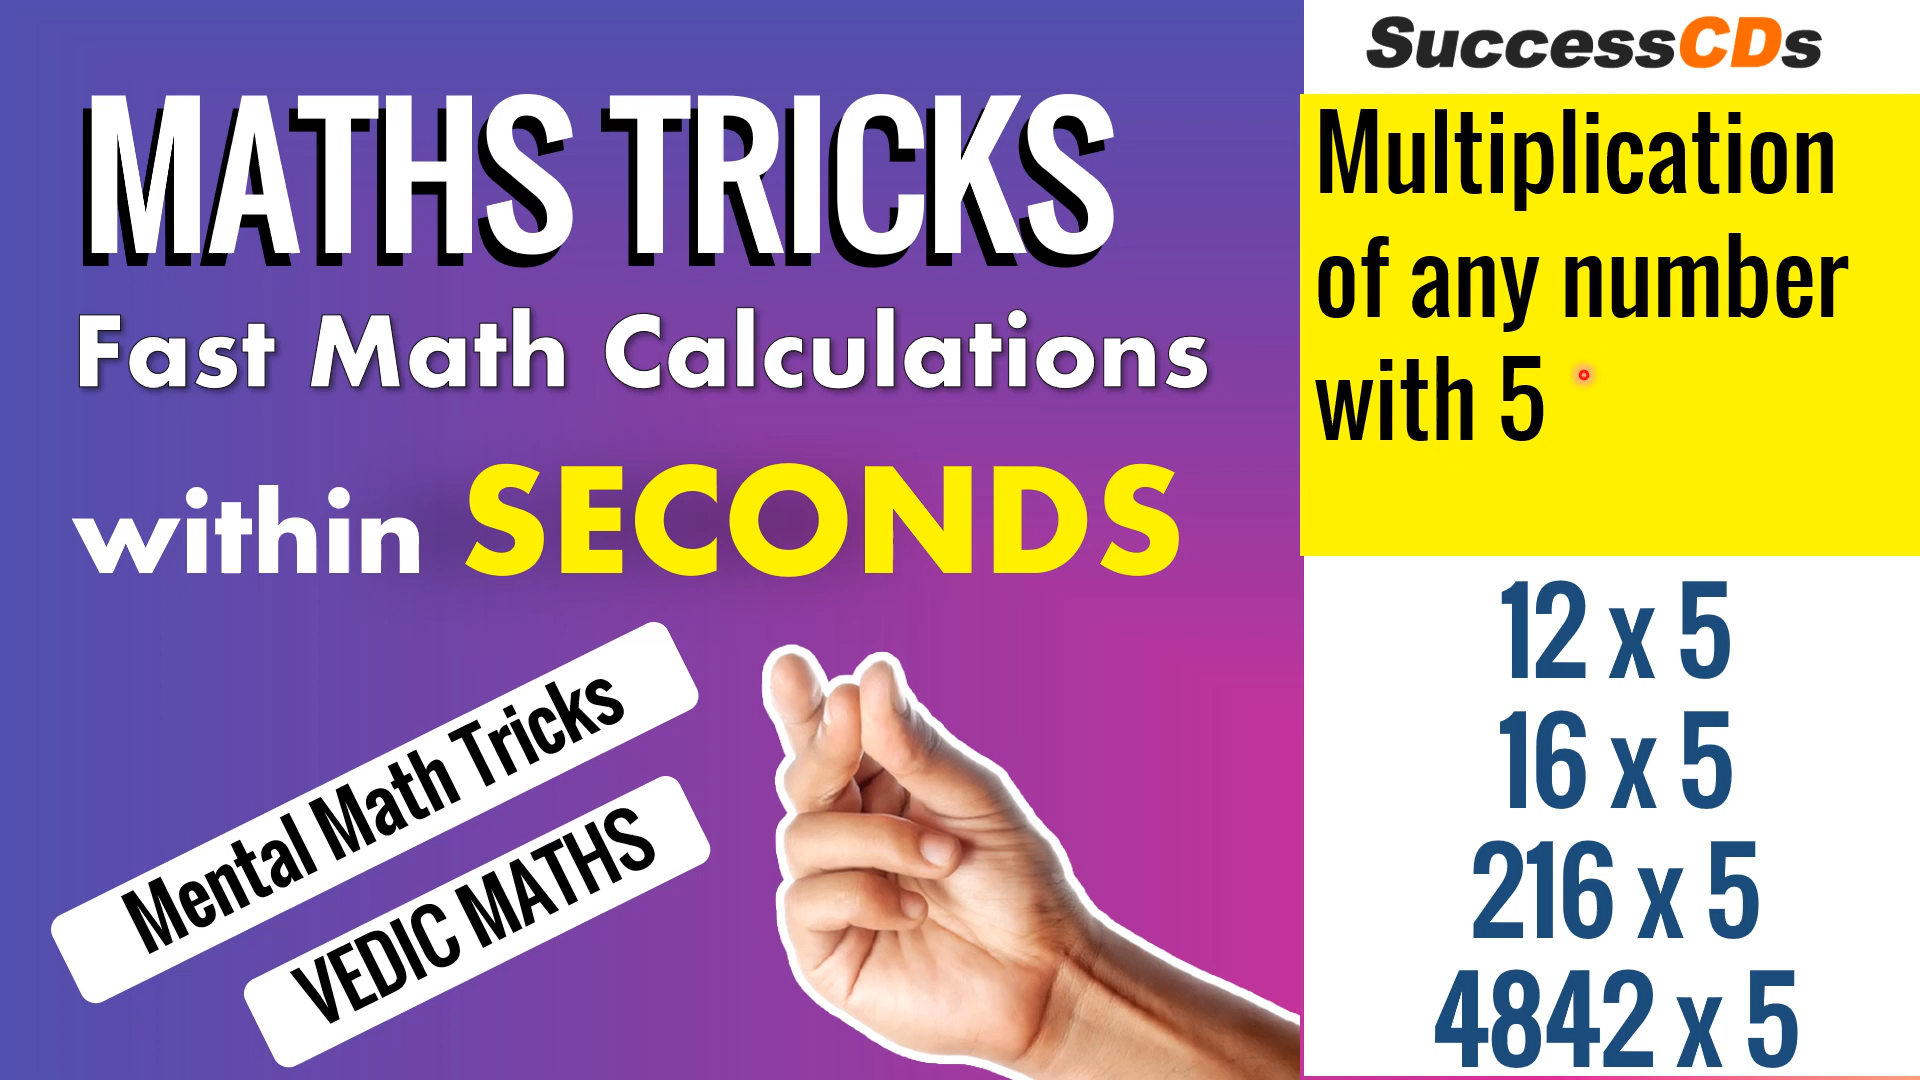 MATHS TRICKS
Fast Math Calculations
within SECONDS
Mental Math Tricks
VEDIC MATHS
SuccessCDs
Multiplication
of any number
with 5
12 x 5
16 x 5
216 x 5
4842 x 5